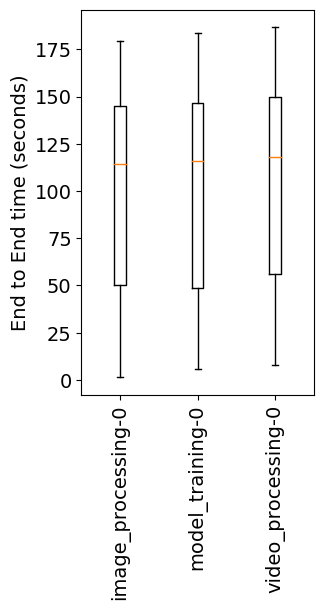 End to End time (seconds)
175
150
125
100
75
50
25
0
image_processing-0
model_training-0
video_processing-0